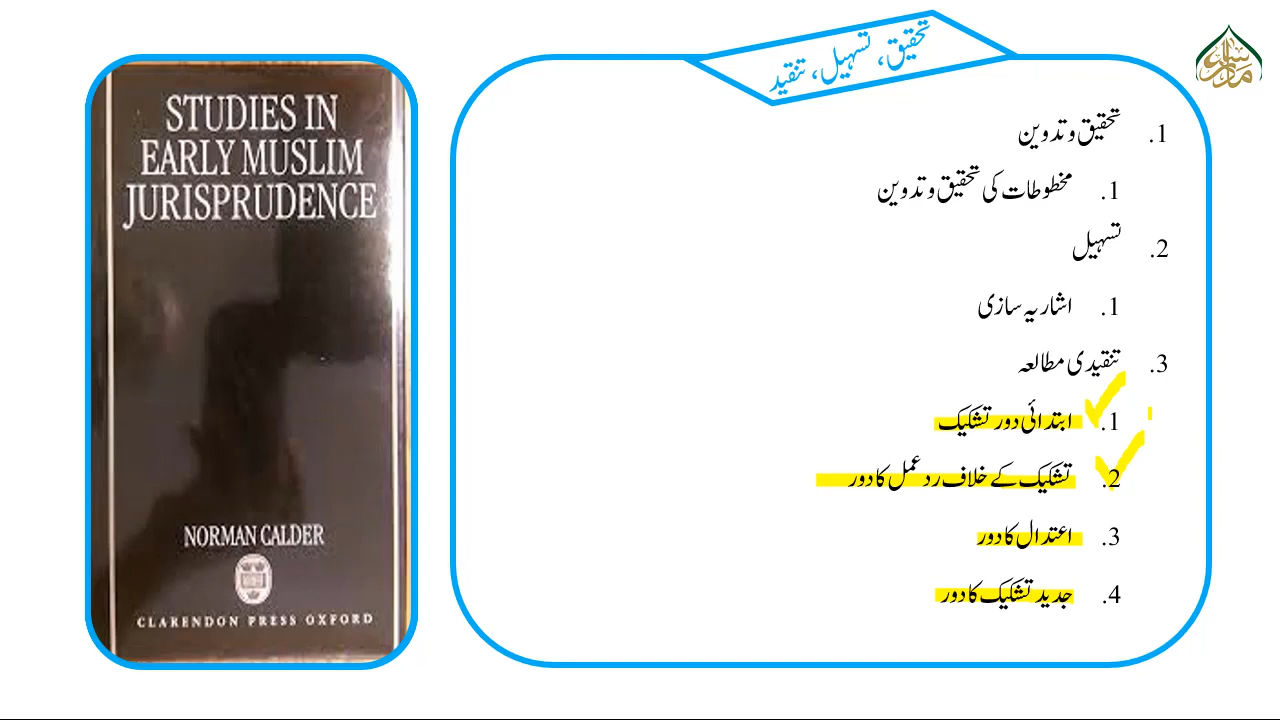 تحقیق، تسہیل، تنقید
1. تحقیق و تدوین
1. مخطوطات کی تحقیق و تدوین
2. تسہیل
1. اشاریہ سازی
3. تنقیدی مطالعہ
1. ابتدائی دور تشکیک
2. تشکیک کے خلاف رد عمل کا دور
3. اعتدال کا دور
4. جدید تشکیک کا دور
STUDIES IN
EARLY MUSLIM
JURISPRUDENCE
NORMAN CALDER
CLARENDON PRESS OXFORD